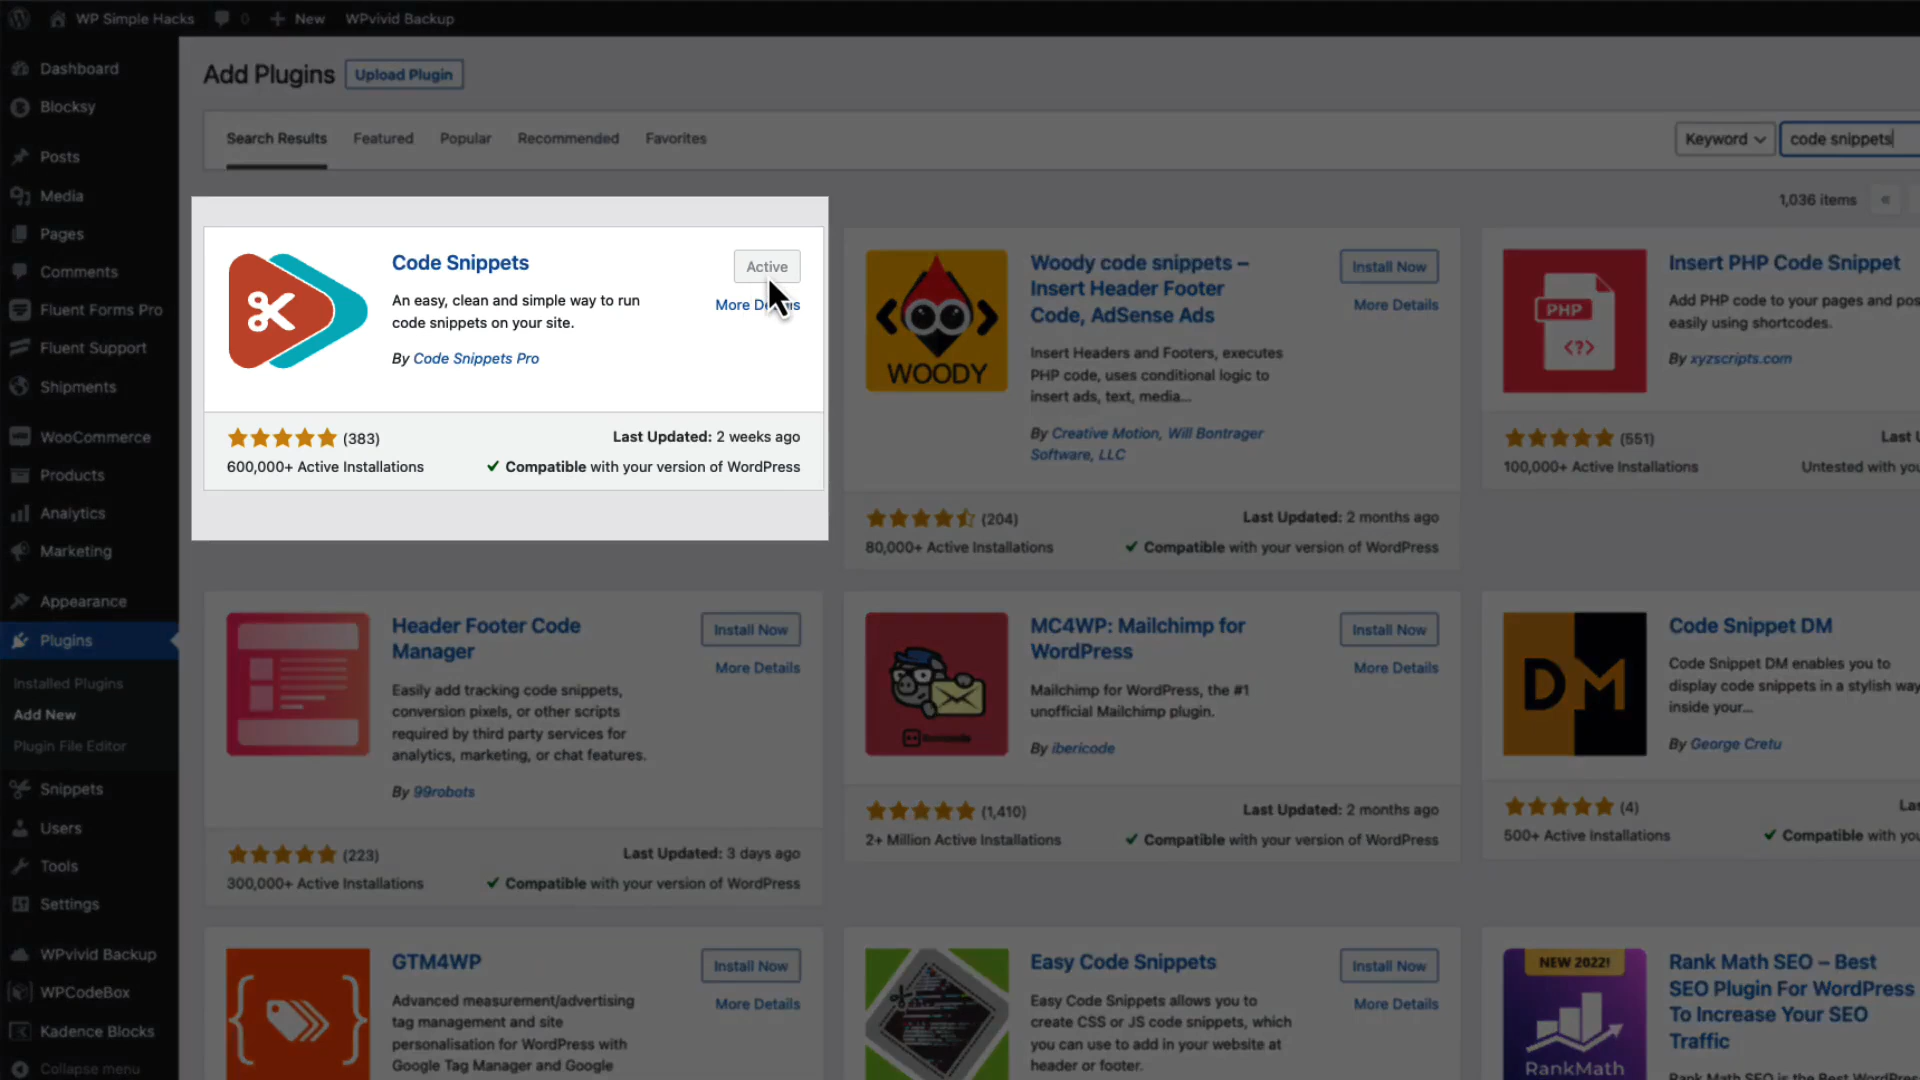 WP Simple Hacks
0
New
WPvivid Backup
Dashboard
Blocksy
Posts
Media
Pages
Comments
Fluent Forms Pro
Fluent Support
Shipments
WooCommerce
Products
Analytics
Marketing
Appearance
Plugins
Installed Plugins
Add New
Plugin File Editor
Snippets
Users
Tools
Settings
WPvivid Backup
WPCodeBox
Kadence Blocks
Collapse menu
Add Plugins
Upload Plugin
Search Results
Featured
Popular
Recommended
Favorites
Keyword
code snippets
1,036 items
«
Code Snippets
Active
More De
s
An easy, clean and simple way to run
code snippets on your site.
By Code Snippets Pro
(383)
Last Updated: 2 weeks ago
600,000+ Active Installations
Compatible with your version of WordPress
WOODY
Woody code snippets –
Insert Header Footer
Code, AdSense Ads
Install Now
More Details
Insert Headers and Footers, executes
PHP code, uses conditional logic to
insert ads, text, media...
By Creative Motion, Will Bontrager
Software, LLC
(204)
Last Updated: 2 months ago
80,000+ Active Installations
Compatible with your version of WordPress
PHP
<?>
Insert PHP Code Snippet
Add PHP code to your pages and pos
easily using shortcodes.
By xyzscripts.com
(551)
Last U
100,000+ Active Installations
Untested with you
Header Footer Code
Manager
Install Now
More Details
Easily add tracking code snippets,
conversion pixels, or other scripts
required by third party services for
analytics, marketing, or chat features.
By 99robots
(223)
Last Updated: 3 days ago
300,000+ Active Installations
Compatible with your version of WordPress
MC4WP: Mailchimp for
WordPress
Install Now
More Details
Mailchimp for WordPress, the #1
unofficial Mailchimp plugin.
By ibericode
(1,410)
Last Updated: 2 months ago
2+ Million Active Installations
Compatible with your version of WordPress
DM
Code Snippet DM
Code Snippet DM enables you to
display code snippets in a stylish way
inside your...
By George Cretu
(4)
Las
500+ Active Installations
Compatible with you
GTM4WP
Install Now
More Details
Advanced measurement/advertising
tag management and site
personalisation for WordPress with
Google Tag Manager and Google
Easy Code Snippets
Install Now
More Details
Easy Code Snippets allows you to
create CSS or JS code snippets, which
you can use to add in your website at
header or footer.
NEW 2022!
RankMath
Rank Math SEO – Best
SEO Plugin For WordPress
To Increase Your SEO
Traffic
Rank Math SEO is the Best WordPres